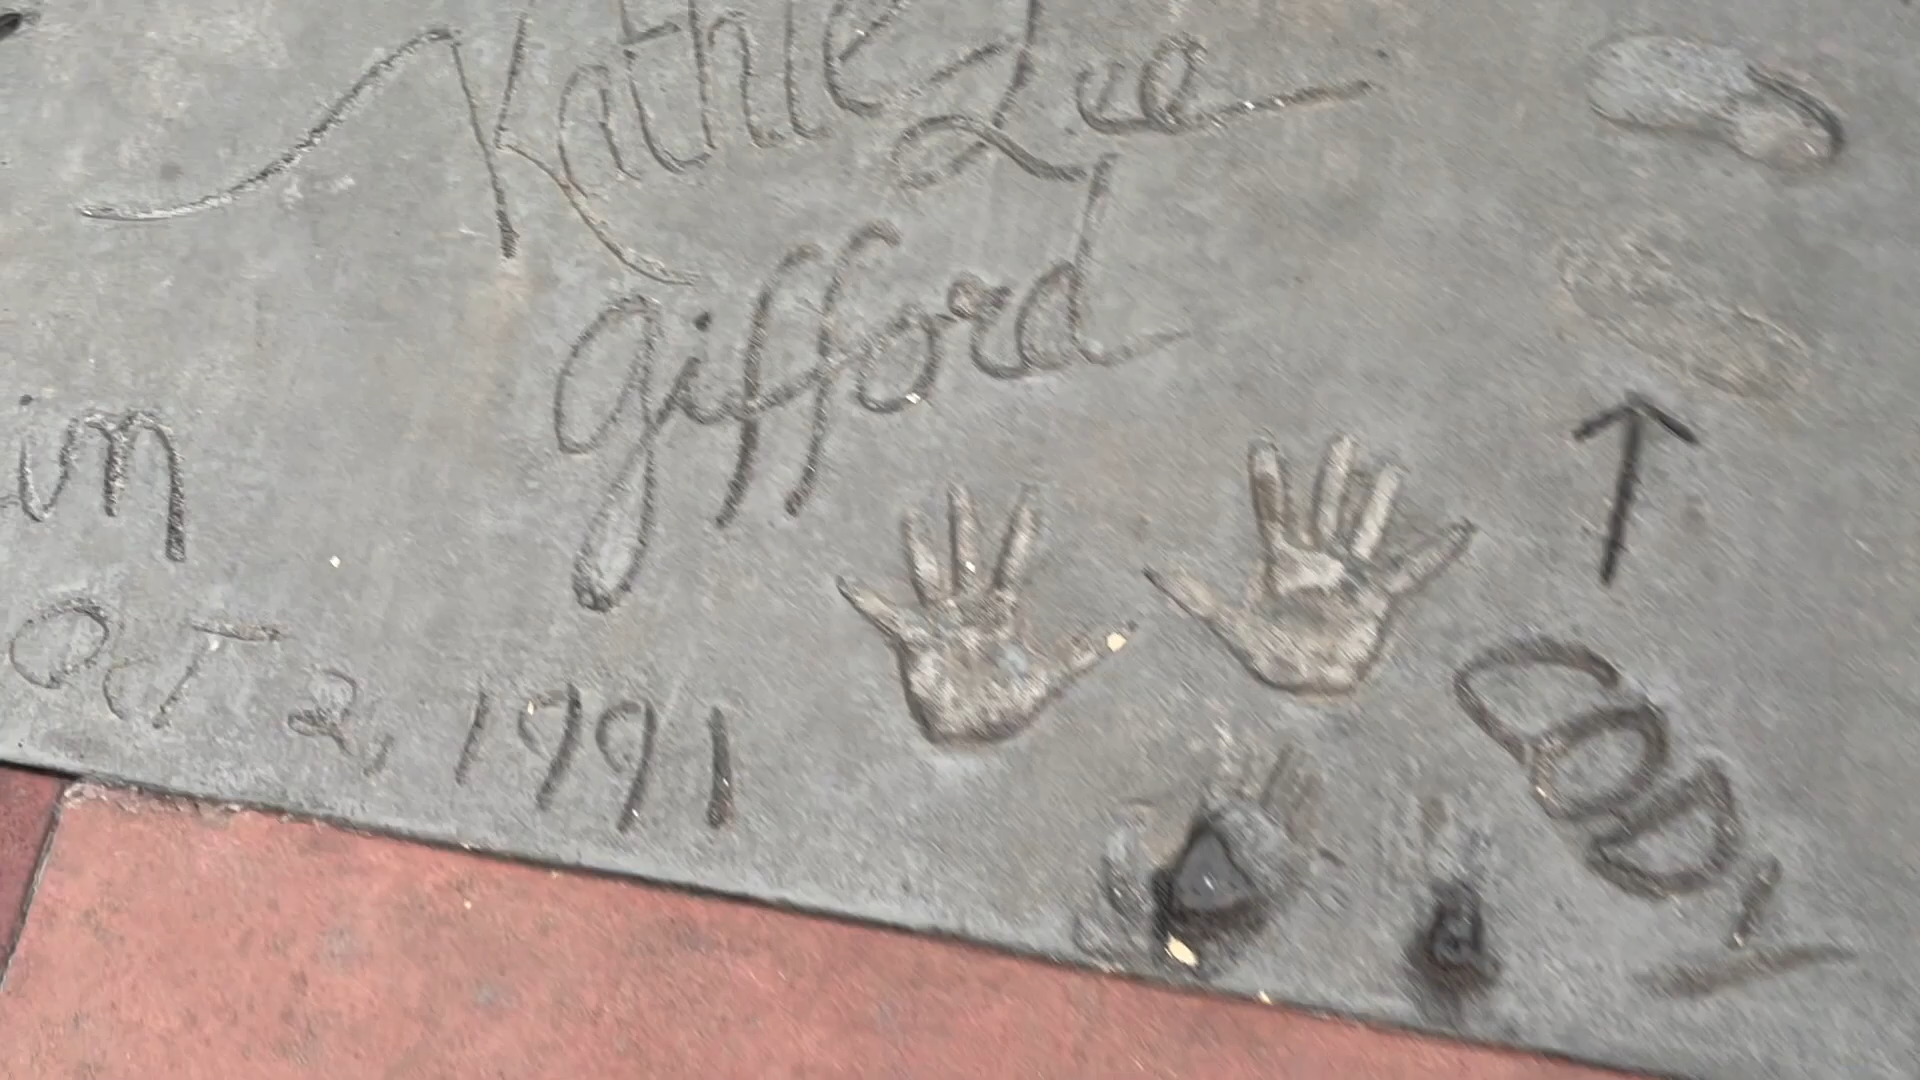 Kathie Lee
Gifford
im
OCT 2, 1991
CODY